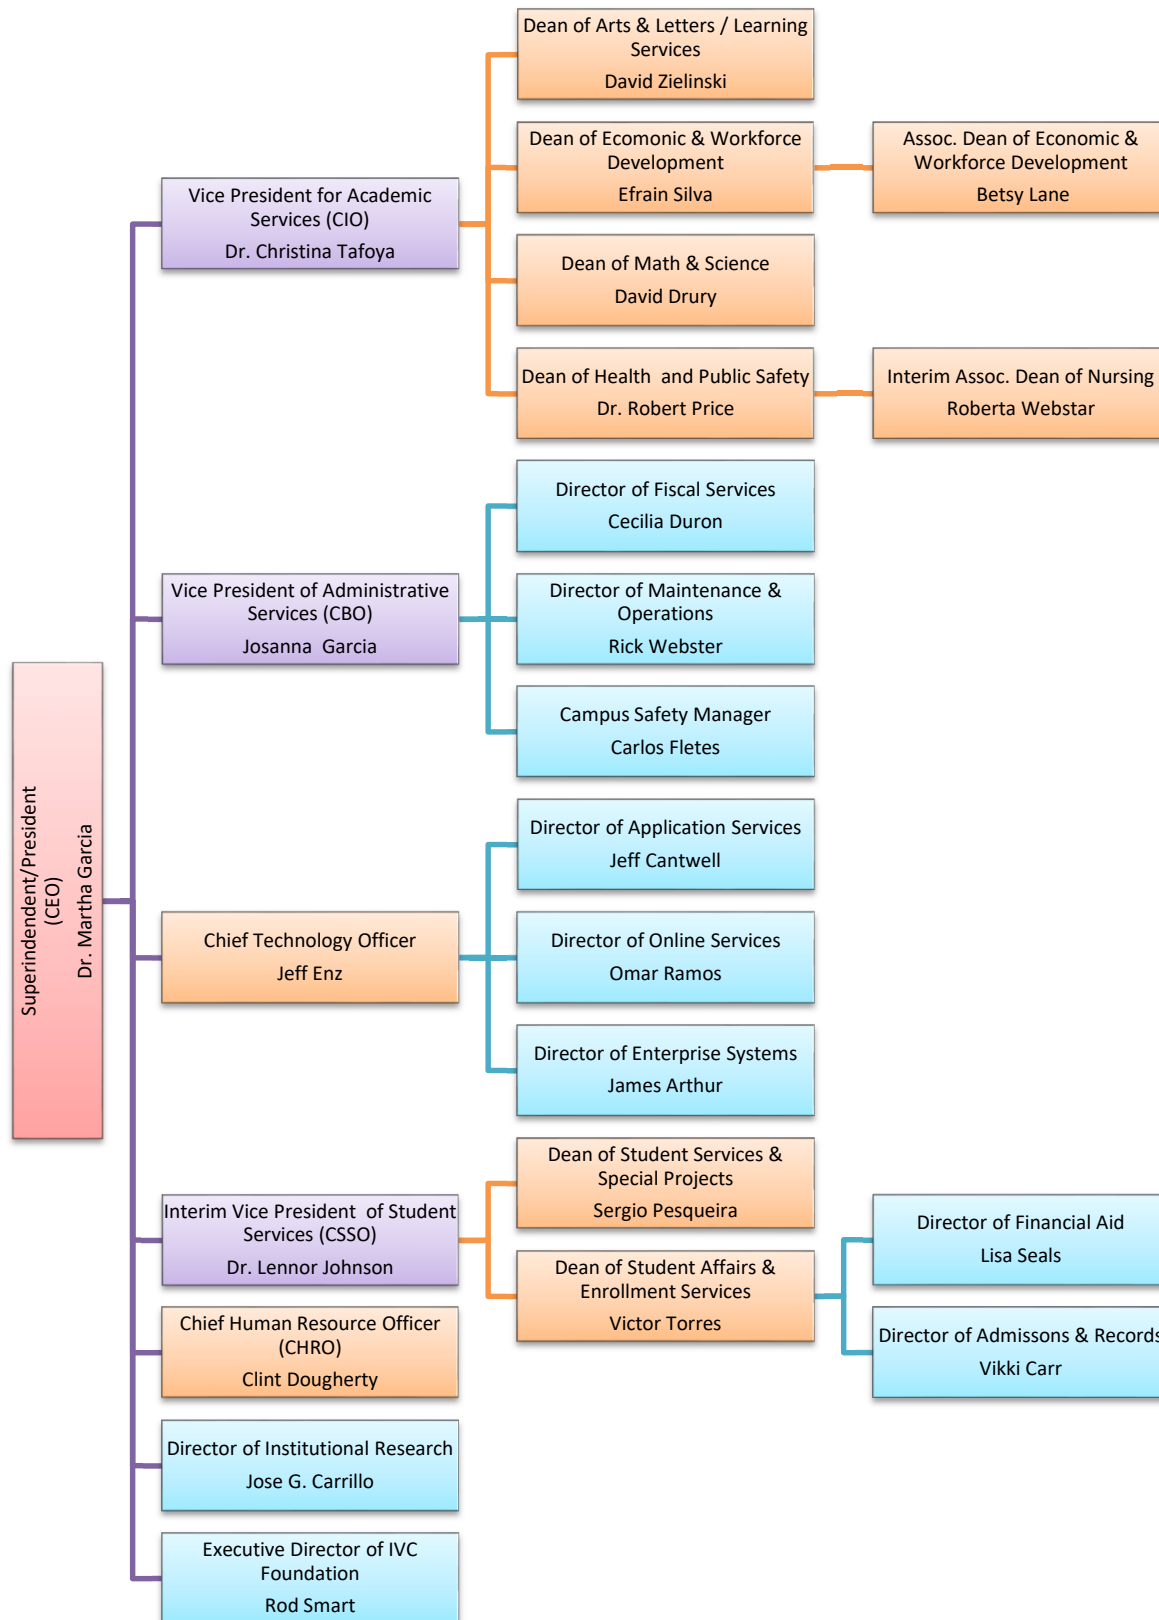 Superindendent/President
(CEO)
Dr. Martha Garcia
Vice President for Academic
Services (CIO)
Dr. Christina Tafoya
Dean of Arts & Letters / Learning
Services
David Zielinski
Dean of Ecomonic & Workforce
Development
Efrain Silva
Assoc. Dean of Economic &
Workforce Development
Betsy Lane
Dean of Math & Science
David Drury
Dean of Health  and Public Safety
Dr. Robert Price
Interim Assoc. Dean of Nursing
Roberta Webstar
Vice President of Administrative
Services (CBO)
Josanna  Garcia
Director of Fiscal Services
Cecilia Duron
Director of Maintenance &
Operations
Rick Webster
Campus Safety Manager
Carlos Fletes
Chief Technology Officer
Jeff Enz
Director of Application Services
Jeff Cantwell
Director of Online Services
Omar Ramos
Director of Enterprise Systems
James Arthur
Interim Vice President  of Student
Services (CSSO)
Dr. Lennor Johnson
Dean of Student Services &
Special Projects
Sergio Pesqueira
Dean of Student Affairs &
Enrollment Services
Victor Torres
Director of Financial Aid
Lisa Seals
Director of Admissons & Records
Vikki Carr
Chief Human Resource Officer
(CHRO)
Clint Dougherty
Director of Institutional Research
Jose G. Carrillo
Executive Director of IVC
Foundation
Rod Smart